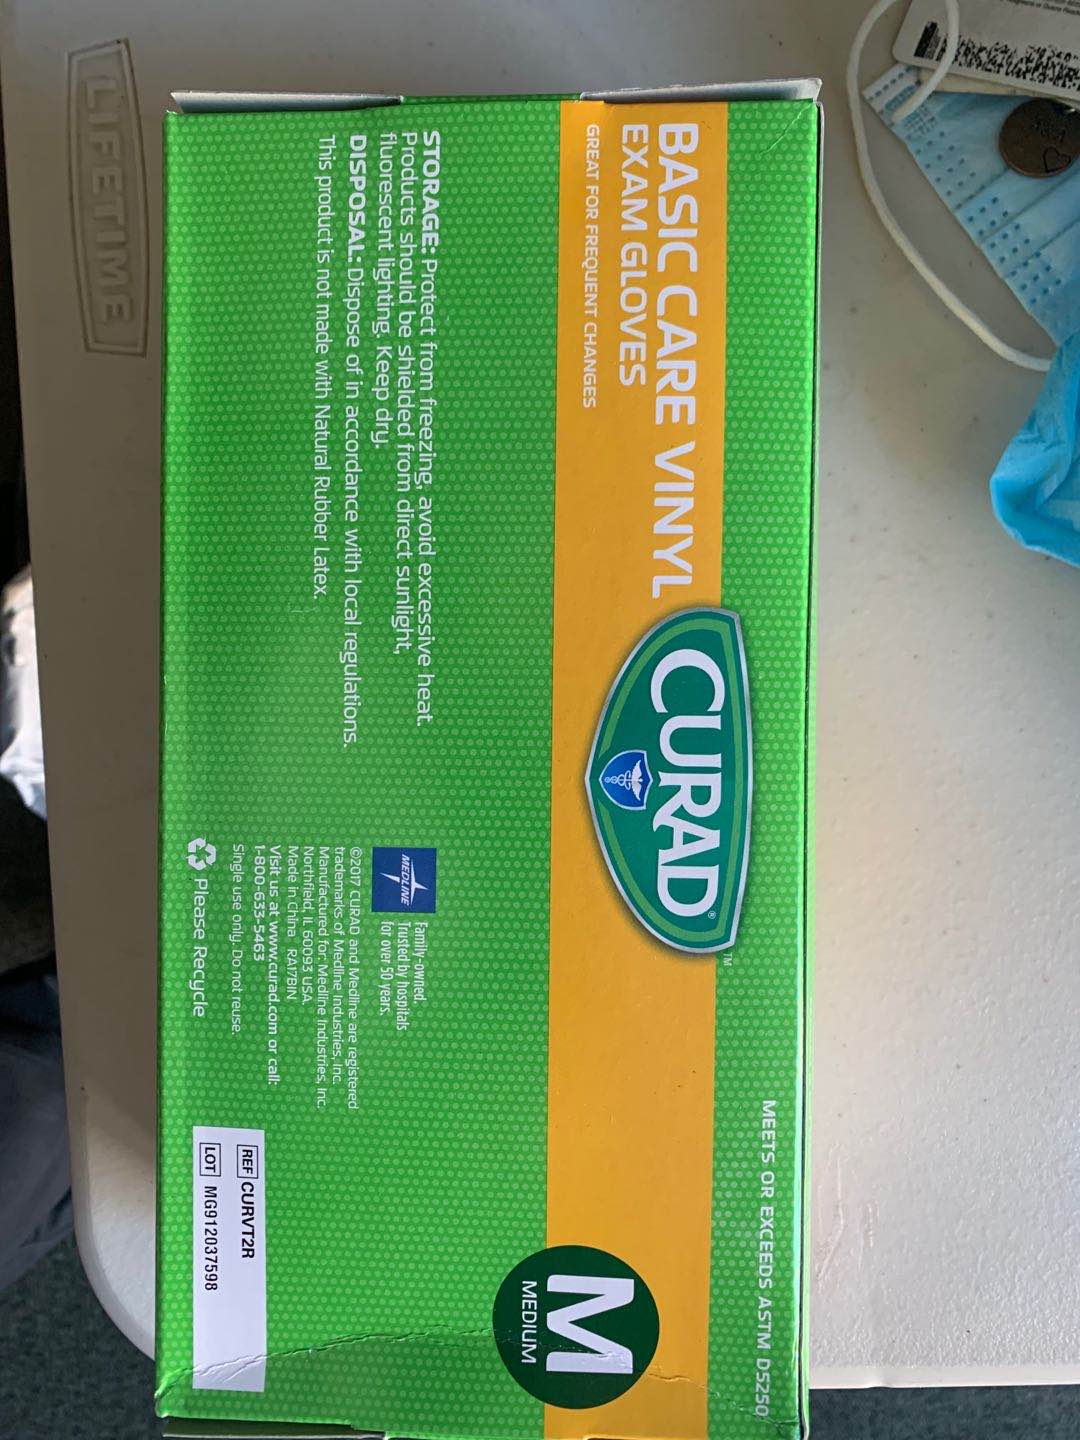 LIFETIME
MEETS OR EXCEEDS ASTM D5250
BASIC CARE VINYL
EXAM GLOVES
GREAT FOR FREQUENT CHANGES
CURAD®
™
M
MEDIUM
STORAGE: Protect from freezing, avoid excessive heat.
Products should be shielded from direct sunlight,
fluorescent lighting. Keep dry.
DISPOSAL: Dispose of in accordance with local regulations.
This product is not made with Natural Rubber Latex.
MEDLINE
Family-owned.
Trusted by hospitals
for over 50 years.
©2017 CURAD and Medline are registered
trademarks of Medline Industries, Inc.
Manufactured for: Medline Industries, Inc.
Northfield, IL 60093 USA.
Made in China RA17BIN
Visit us at www.curad.com or call:
1-800-633-5463
Single use only. Do not reuse.
Please Recycle
REF CURVT2R
LOT MG912037598